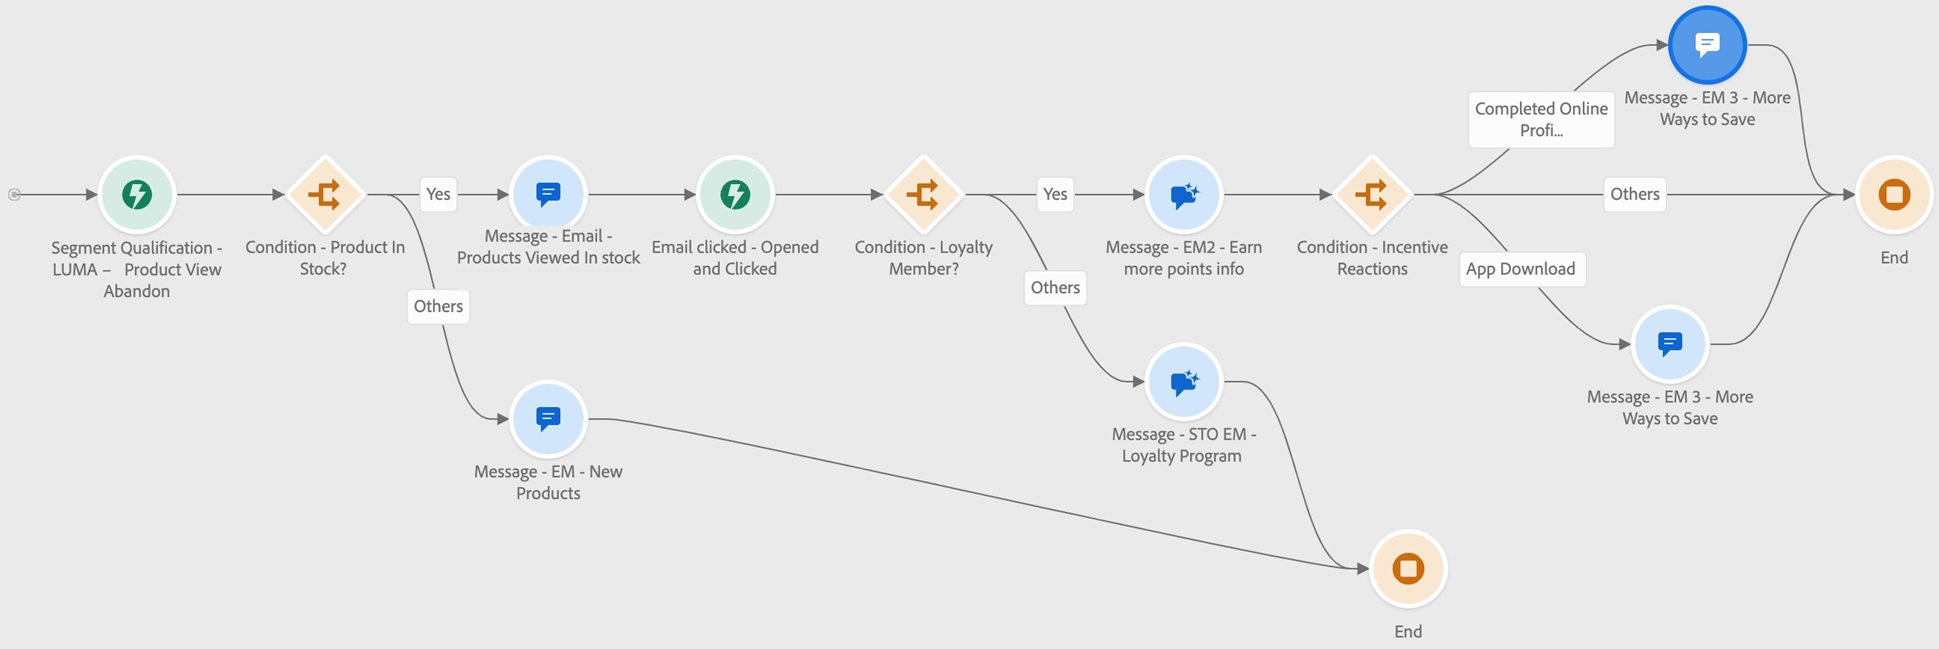 Segment Qualification -
LUMA – Product View
Abandon
Condition - Product In
Stock?
Yes
Others
Message - Email -
Products Viewed In stock
Message - EM - New
Products
Email clicked - Opened
and Clicked
Condition - Loyalty
Member?
Yes
Others
Message - EM2 - Earn
more points info
Message - STO EM -
Loyalty Program
Condition - Incentive
Reactions
Completed Online
Profi...
Others
App Download
Message - EM 3 - More
Ways to Save
Message - EM 3 - More
Ways to Save
End
End